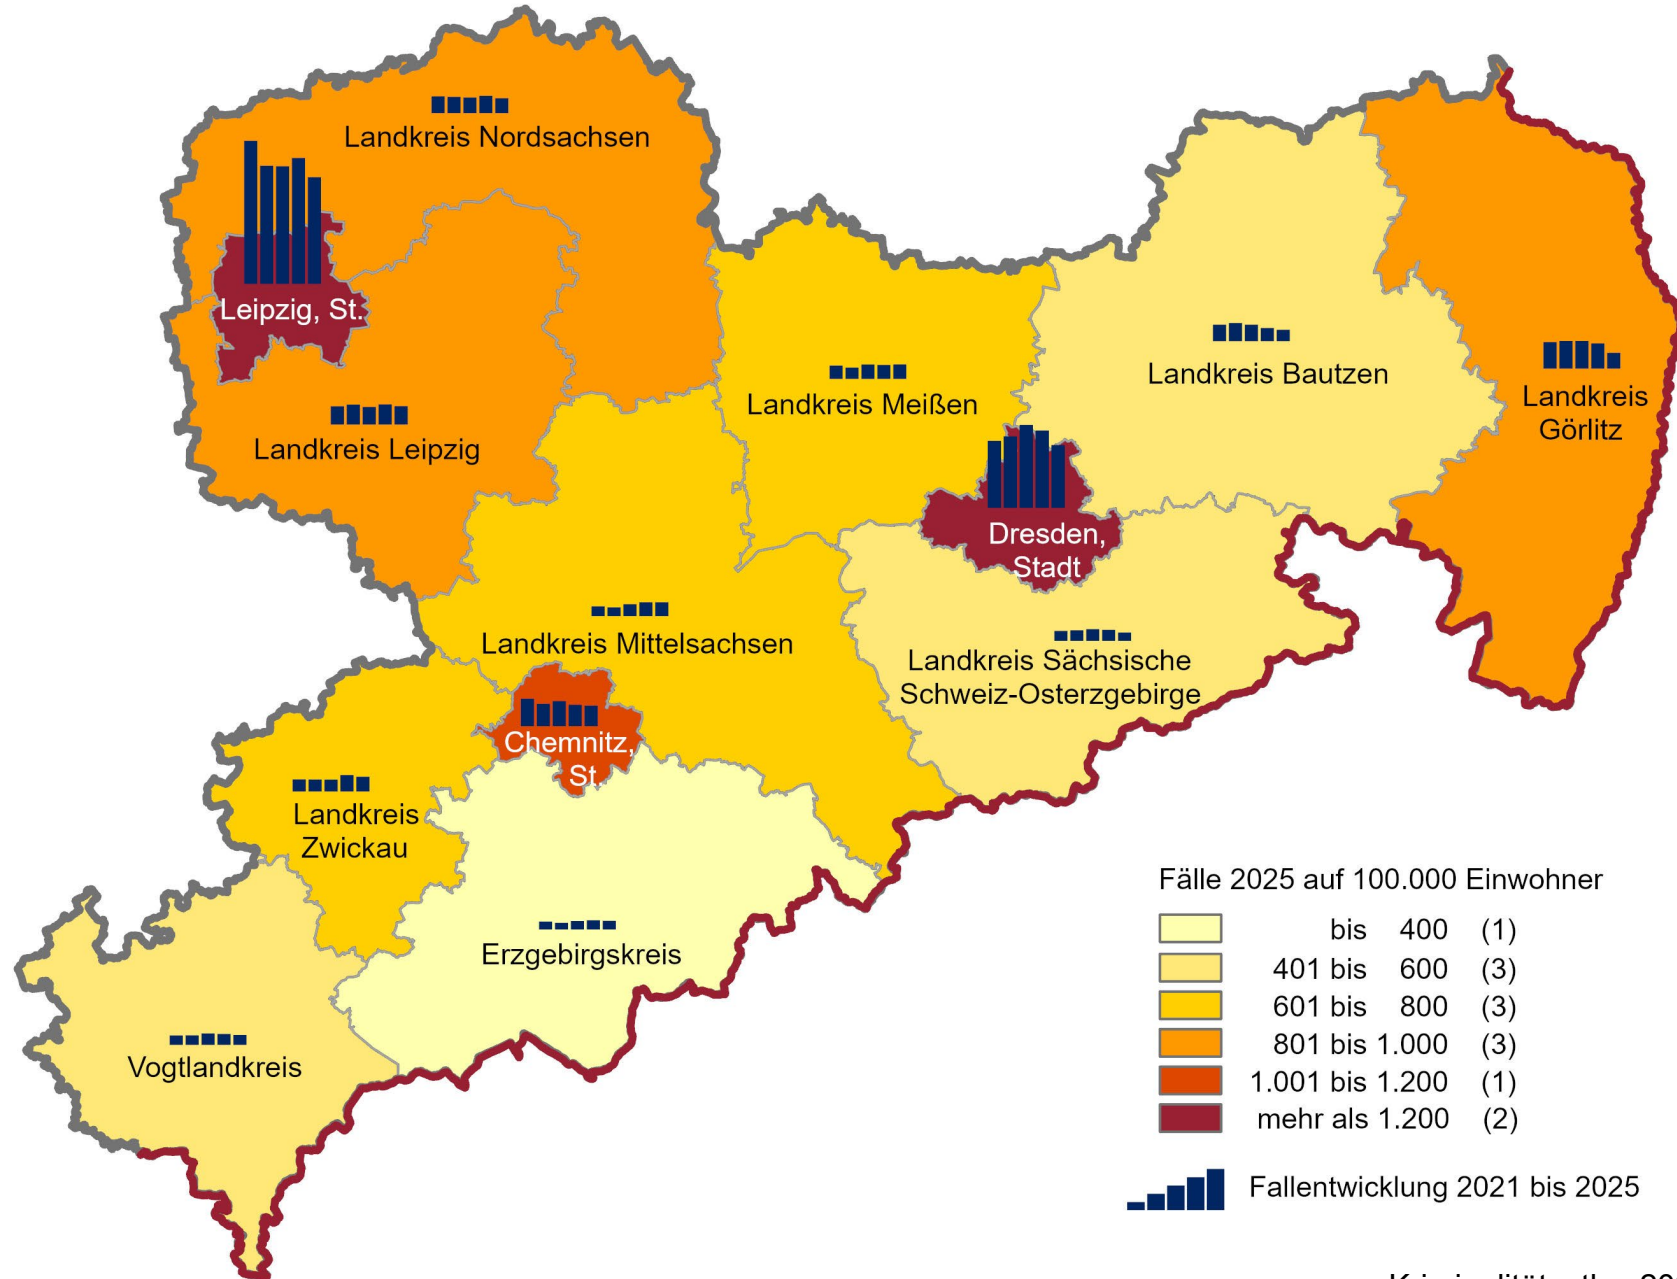 Landkreis Nordsachsen
Leipzig, St.
Landkreis Leipzig
Landkreis Meißen
Landkreis Bautzen
Landkreis
Görlitz
Dresden,
Stadt
Landkreis Mittelsachsen
Landkreis Sächsische
Schweiz-Osterzgebirge
Chemnitz,
St.
Landkreis
Zwickau
Erzgebirgskreis
Vogtlandkreis
Fälle 2025 auf 100.000 Einwohner
bis 400 (1)
401 bis 600 (3)
601 bis 800 (3)
801 bis 1.000 (3)
1.001 bis 1.200 (1)
mehr als 1.200 (2)
Fallentwicklung 2021 bis 2025